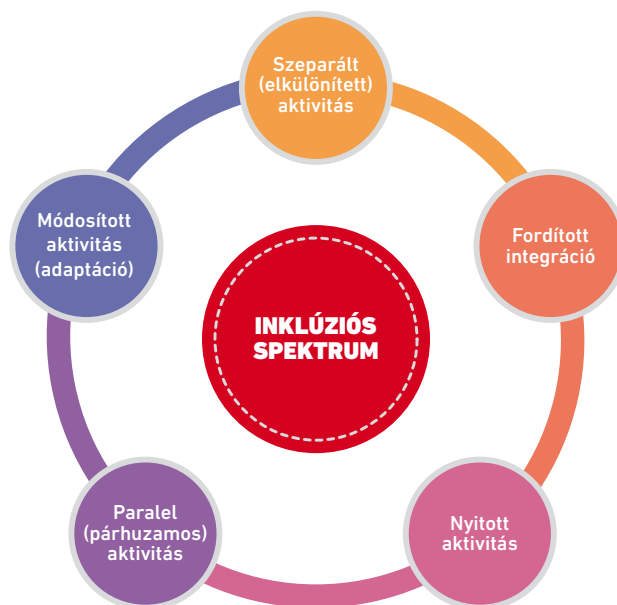 Szeparált
(elkülönített)
aktivitás
Fordított
integráció
Nyitott
aktivitás
Paralel
(párhuzamos)
aktivitás
Módosított
aktivitás
(adaptáció)
INKLÚZIÓS
SPEKTRUM